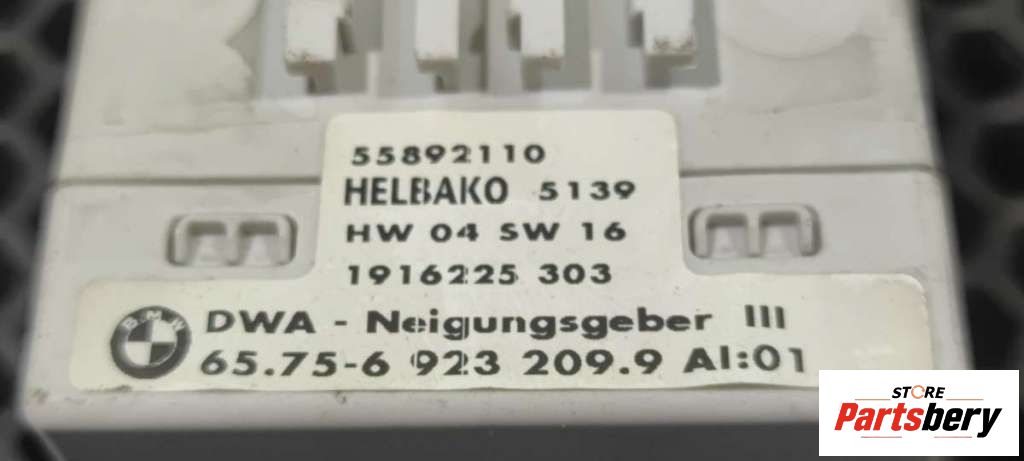 55892110
HELBAKO 5139
HW 04 SW 16
1916225 303
BMW
DWA - Neigungsgeber III
65.75-6 923 209.9 AI:01
STORE
Partsbery